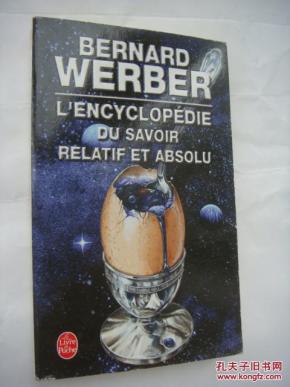 BERNARD
WERBER
L'ENCYCLOPÉDIE
DU SAVOIR
RELATIF ET ABSOLU
Le Livre
de Poche
孔夫子旧书网